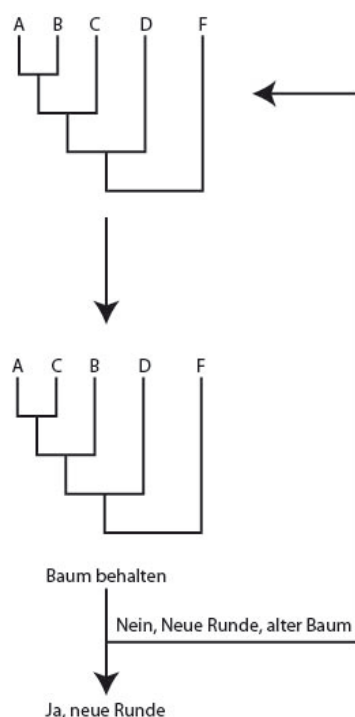 A B C D F
A C B D F
Baum behalten
Nein, Neue Runde, alter Baum
Ja, neue Runde